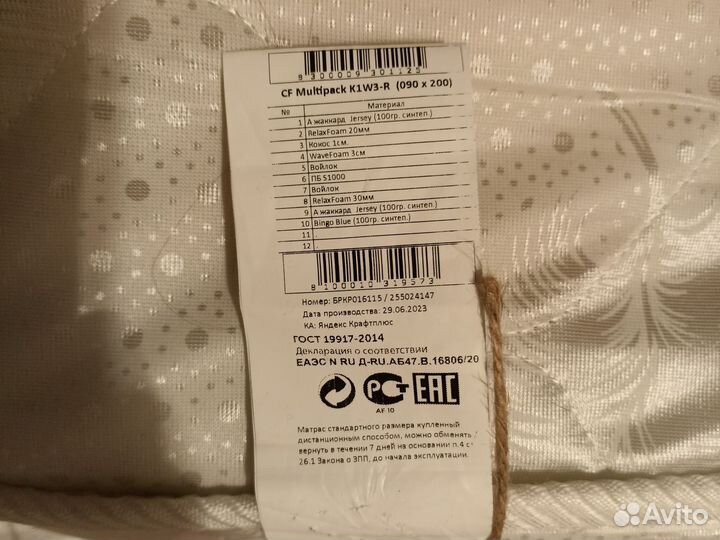 8 300009 301125
CF Multipack K1W3-R (090 x 200)
№ Материал
1 А жаккард Jersey (100гр. синтеп.)
2 RelaxFoam 20мм
3 Кокос 1см.
4 WaveFoam 3см
5 Войлок
6 ПБ S1000
7 Войлок
8 RelaxFoam 30мм
9 А жаккард Jersey (100гр. синтеп.)
10 Bingo Blue (100гр. синтеп.)
11 .
12 .
8 100010 319573
Номер: БРКР016115 / 255024147
Дата производства: 29.06.2023
КА: Яндекс Крафтплюс
ГОСТ 19917-2014
Декларация о соответствии
ЕАЭС N RU Д-RU.АБ47.В.16806/20
РСТ ЕАС
АГ 10
Матрас стандартного размера купленный
дистанционным способом, можно обменять /
вернуть в течении 7 дней на основании п.4 с
26.1 Закона о ЗПП, до начала эксплуатации.
Avito